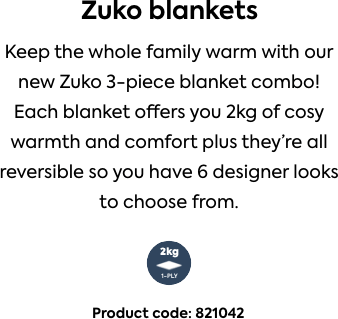 Zuko blankets
Keep the whole family warm with our
new Zuko 3-piece blanket combo!
Each blanket offers you 2kg of cosy
warmth and comfort plus they’re all
reversible so you have 6 designer looks
to choose from.
2kg
1-PLY
Product code: 821042